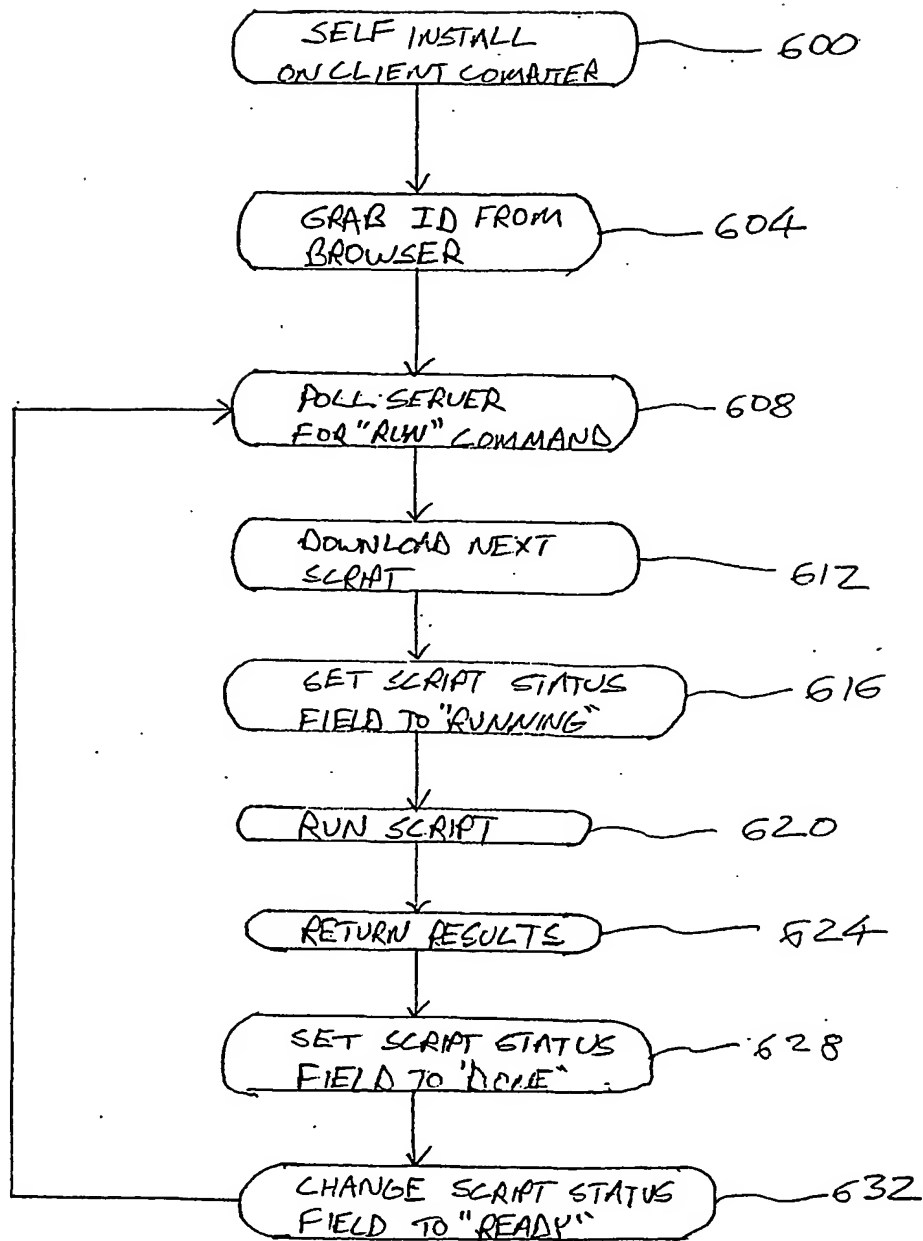 SELF INSTALL
ON CLIENT COMPUTER
600
GRAB ID FROM
BROWSER
604
POLL SERVER
FOR "RUN" COMMAND
608
DOWNLOAD NEXT
SCRIPT
612
SET SCRIPT STATUS
FIELD TO "RUNNING"
616
RUN SCRIPT
620
RETURN RESULTS
624
SET SCRIPT STATUS
FIELD TO "DONE"
628
CHANGE SCRIPT STATUS
FIELD TO "READY"
632